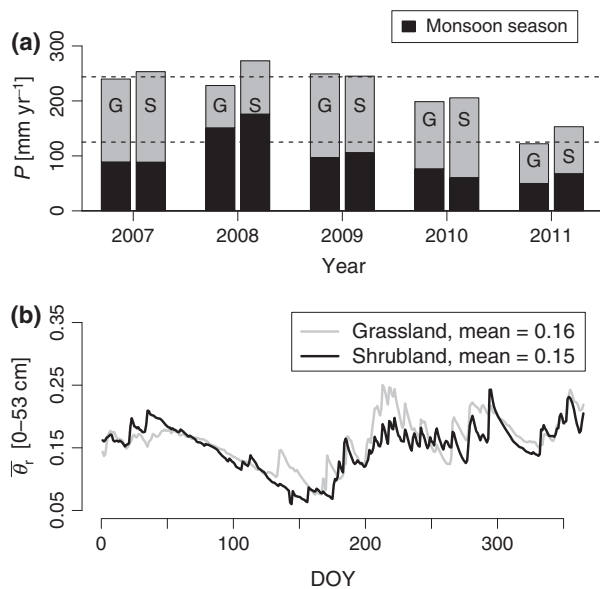 (a)
Monsoon season
P [mm yr⁻¹]
300
200
100
0
G S G S G S G S G S
2007 2008 2009 2010 2011
Year
(b)
Grassland, mean = 0.16
Shrubland, mean = 0.15
θ̅r [0–53 cm]
0.35
0.25
0.15
0.05
0 100 200 300
DOY